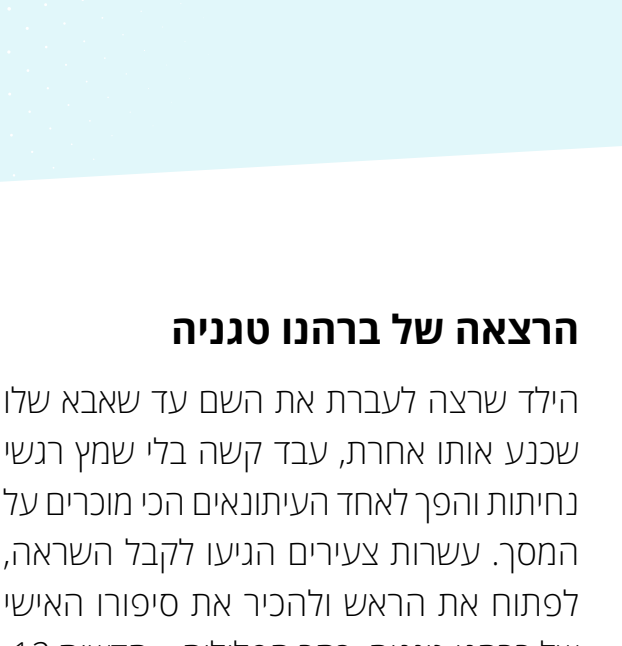 הרצאה של ברהנו טגניה
הילד שרצה לעברת את השם עד שאבא שלו
שכנע אותו אחרת, עבד קשה בלי שמץ רגשי
נחיתות והפך לאחד העיתונאים הכי מוכרים על
המסך. עשרות צעירים הגיעו לקבל השראה,
לפתוח את הראש ולהכיר את סיפורו האישי